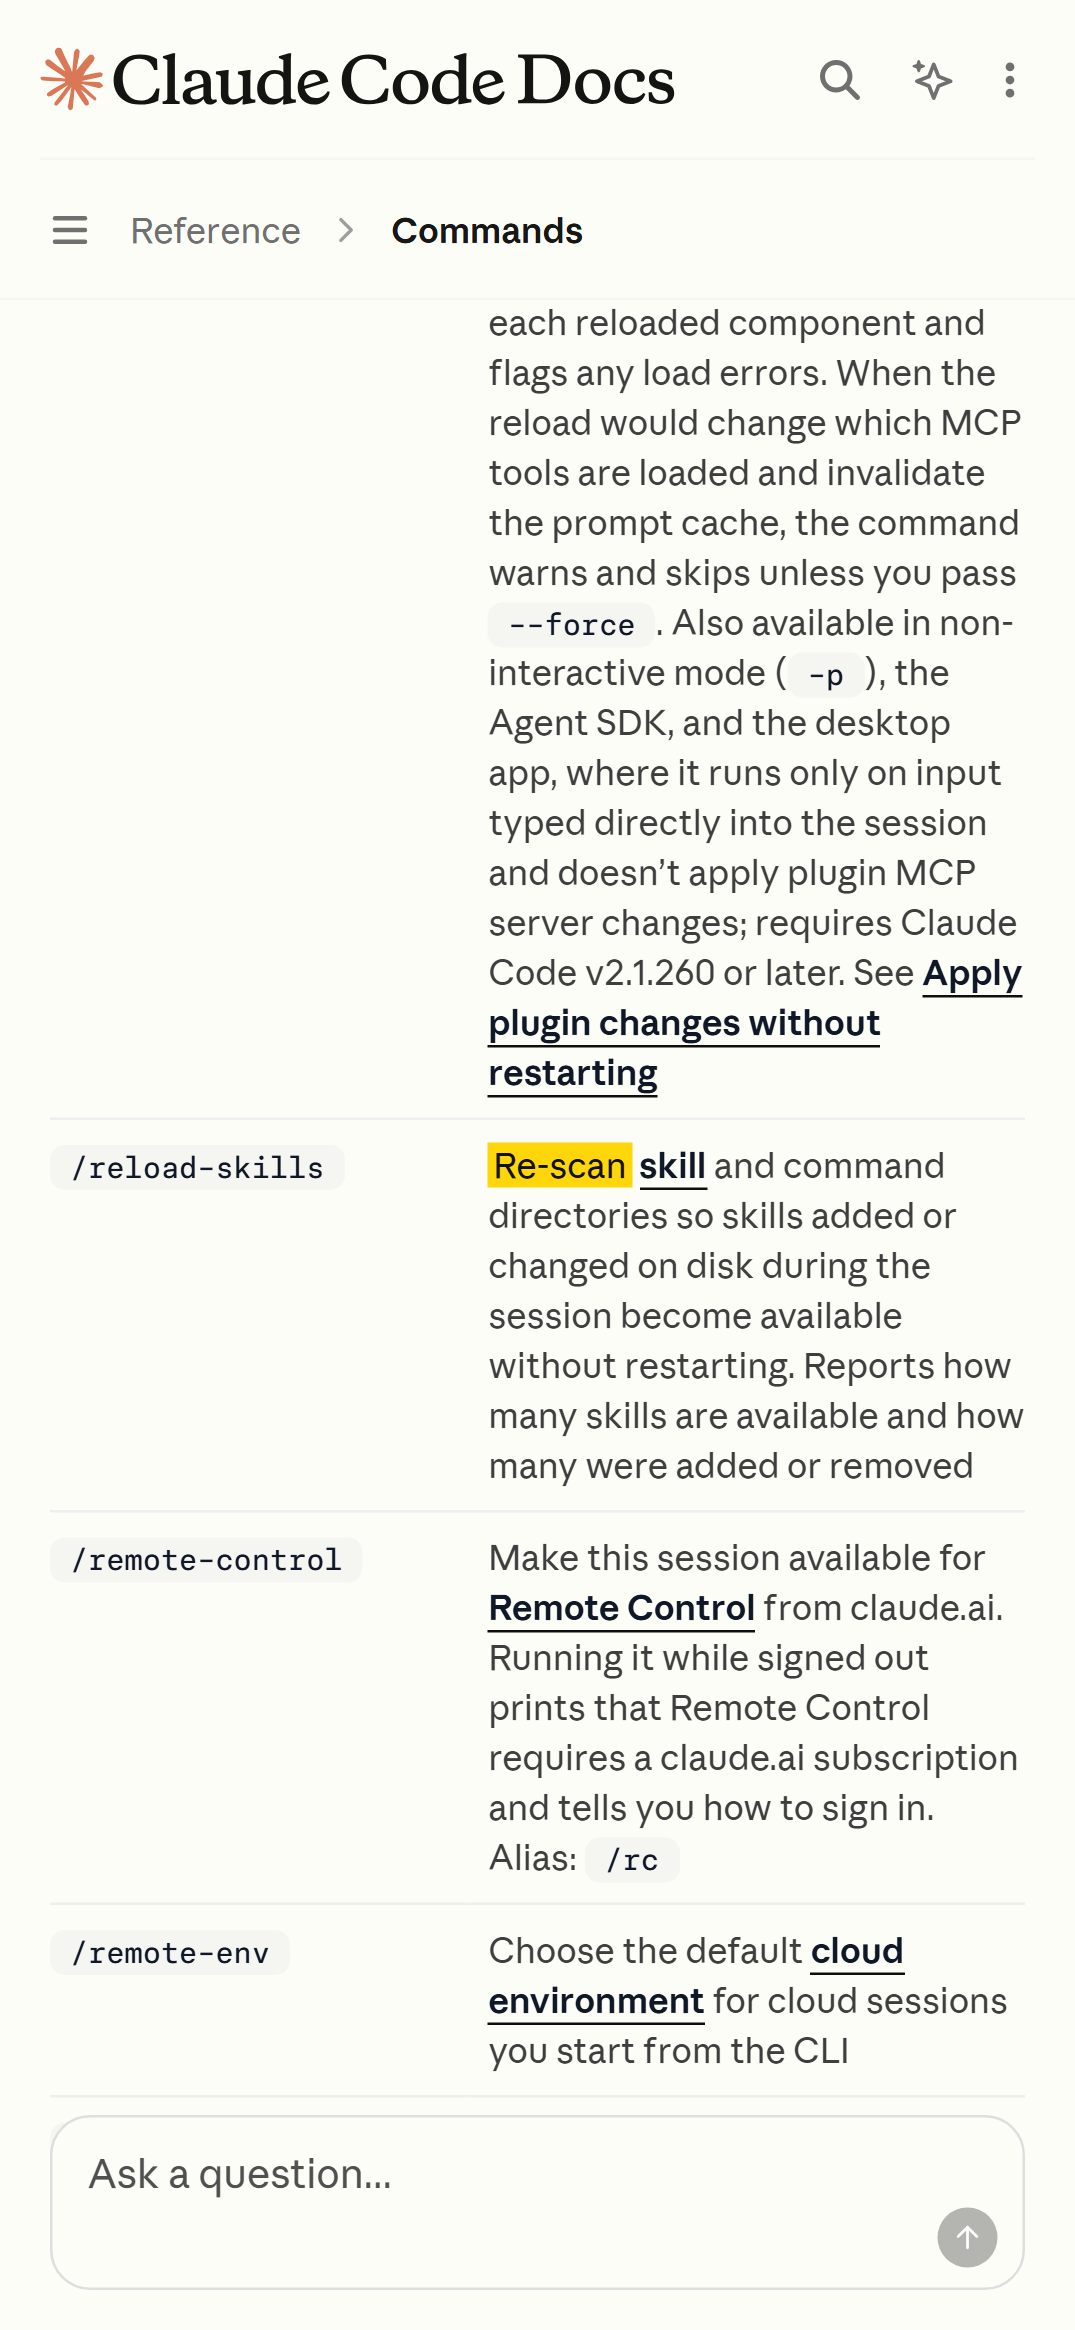 Claude Code Docs
Reference > Commands
each reloaded component and
flags any load errors. When the
reload would change which MCP
tools are loaded and invalidate
the prompt cache, the command
warns and skips unless you pass
--force. Also available in non-
interactive mode (-p), the
Agent SDK, and the desktop
app, where it runs only on input
typed directly into the session
and doesn’t apply plugin MCP
server changes; requires Claude
Code v2.1.260 or later. See Apply
plugin changes without
restarting
/reload-skills
Re-scan skill and command
directories so skills added or
changed on disk during the
session become available
without restarting. Reports how
many skills are available and how
many were added or removed
/remote-control
Make this session available for
Remote Control from claude.ai.
Running it while signed out
prints that Remote Control
requires a claude.ai subscription
and tells you how to sign in.
Alias: /rc
/remote-env
Choose the default cloud
environment for cloud sessions
you start from the CLI
Ask a question...